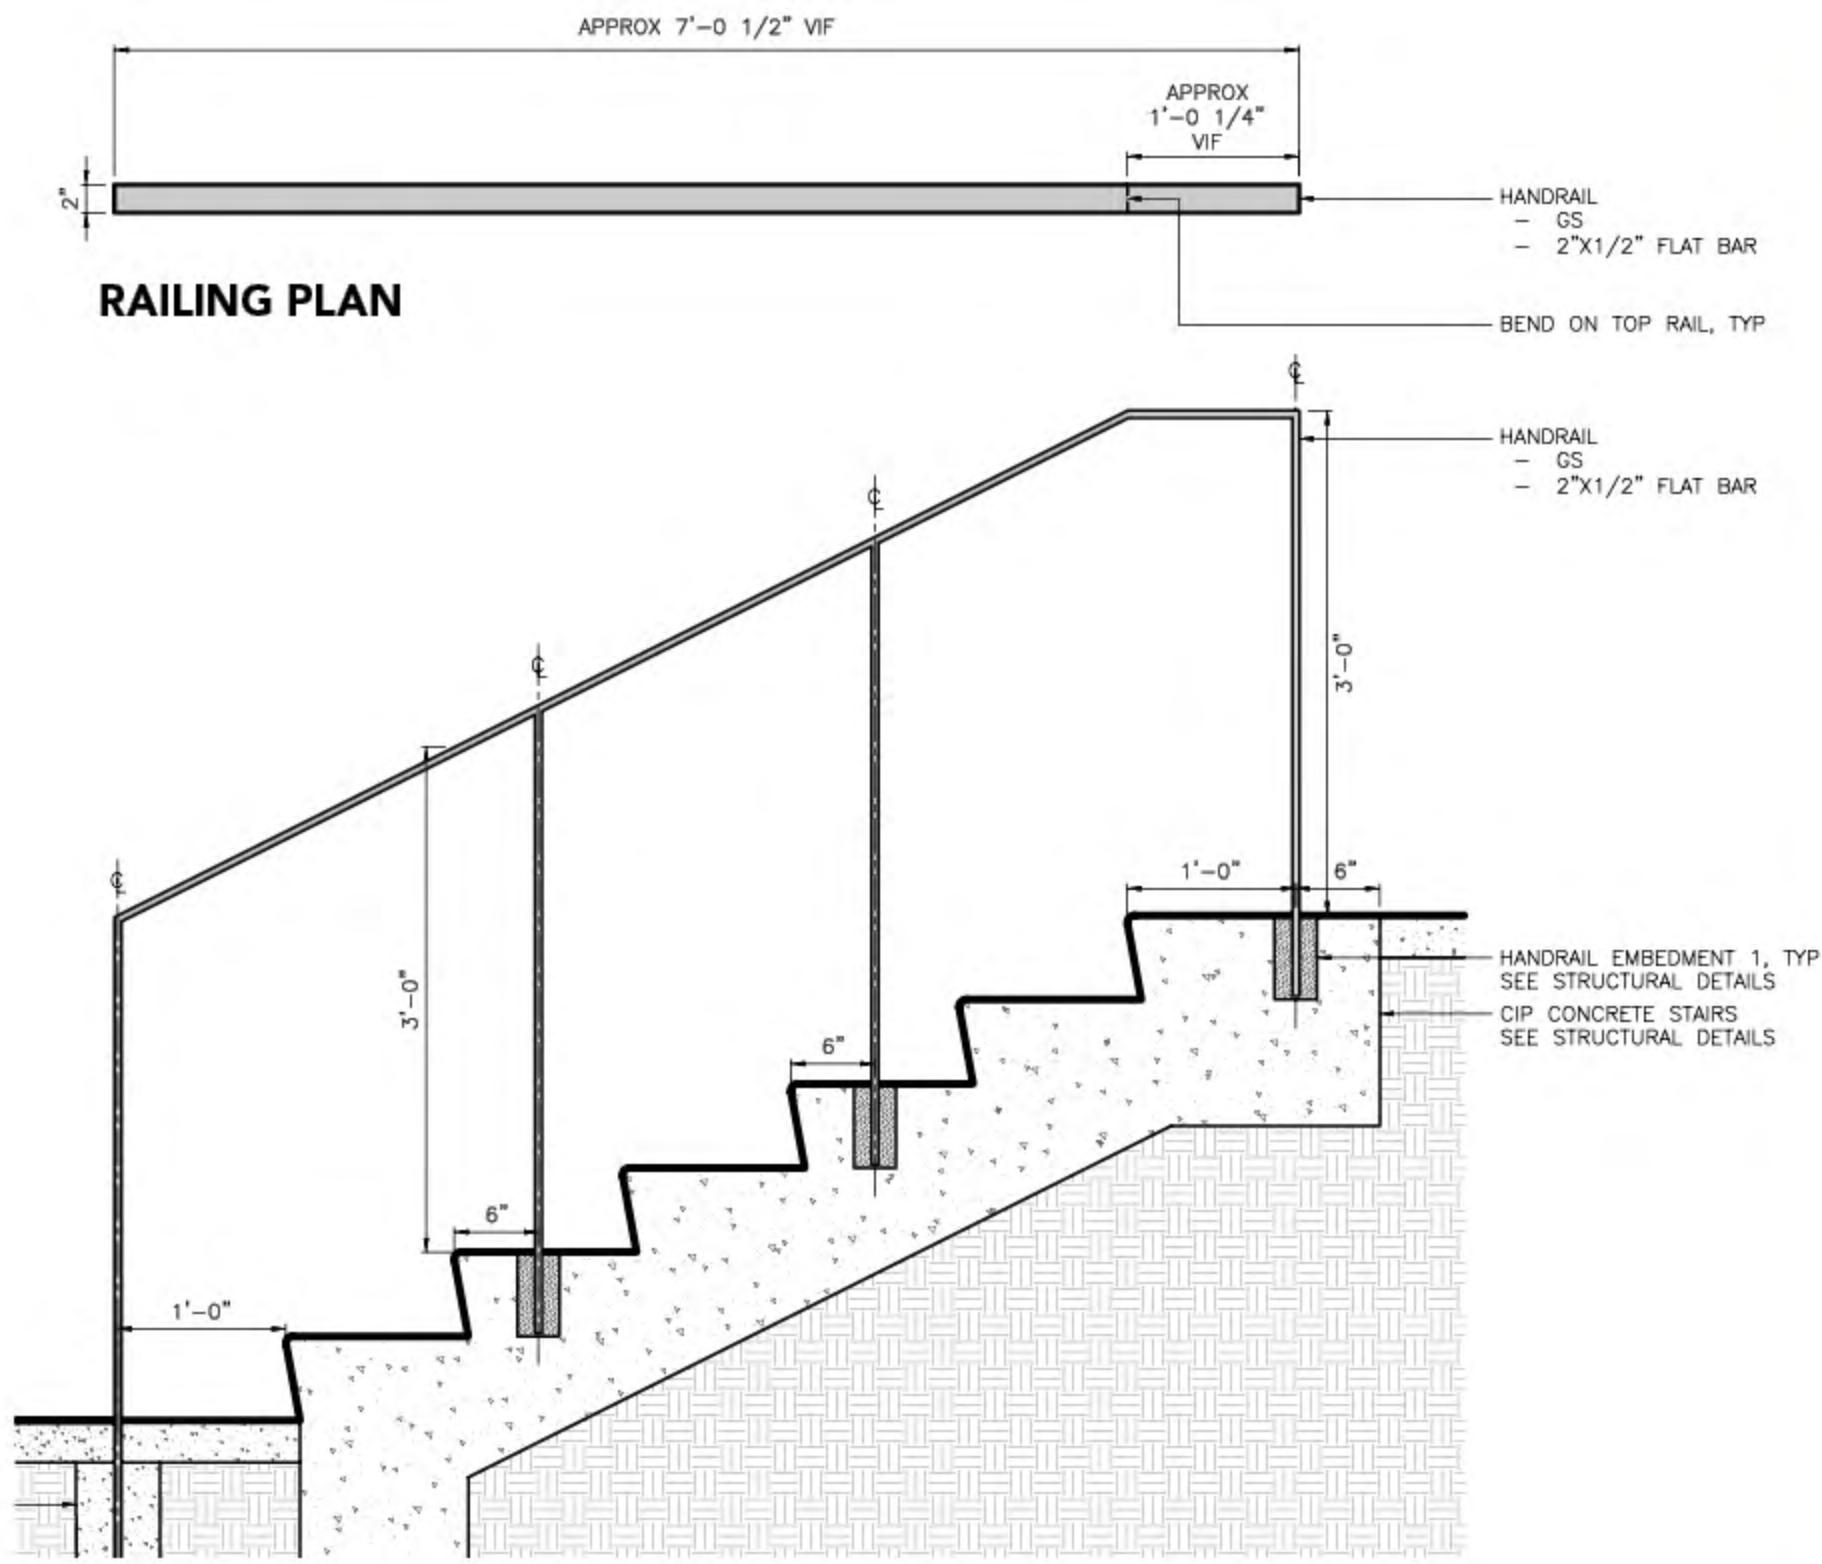 APPROX 7'-0 1/2" VIF
APPROX
1'-0 1/4"
VIF
2"
HANDRAIL
- GS
- 2"X1/2" FLAT BAR
RAILING PLAN
BEND ON TOP RAIL, TYP
℄
HANDRAIL
- GS
- 2"X1/2" FLAT BAR
℄
℄
3'-0"
℄
1'-0"
6"
3'-0"
HANDRAIL EMBEDMENT 1, TYP
SEE STRUCTURAL DETAILS
CIP CONCRETE STAIRS
SEE STRUCTURAL DETAILS
6"
6"
1'-0"